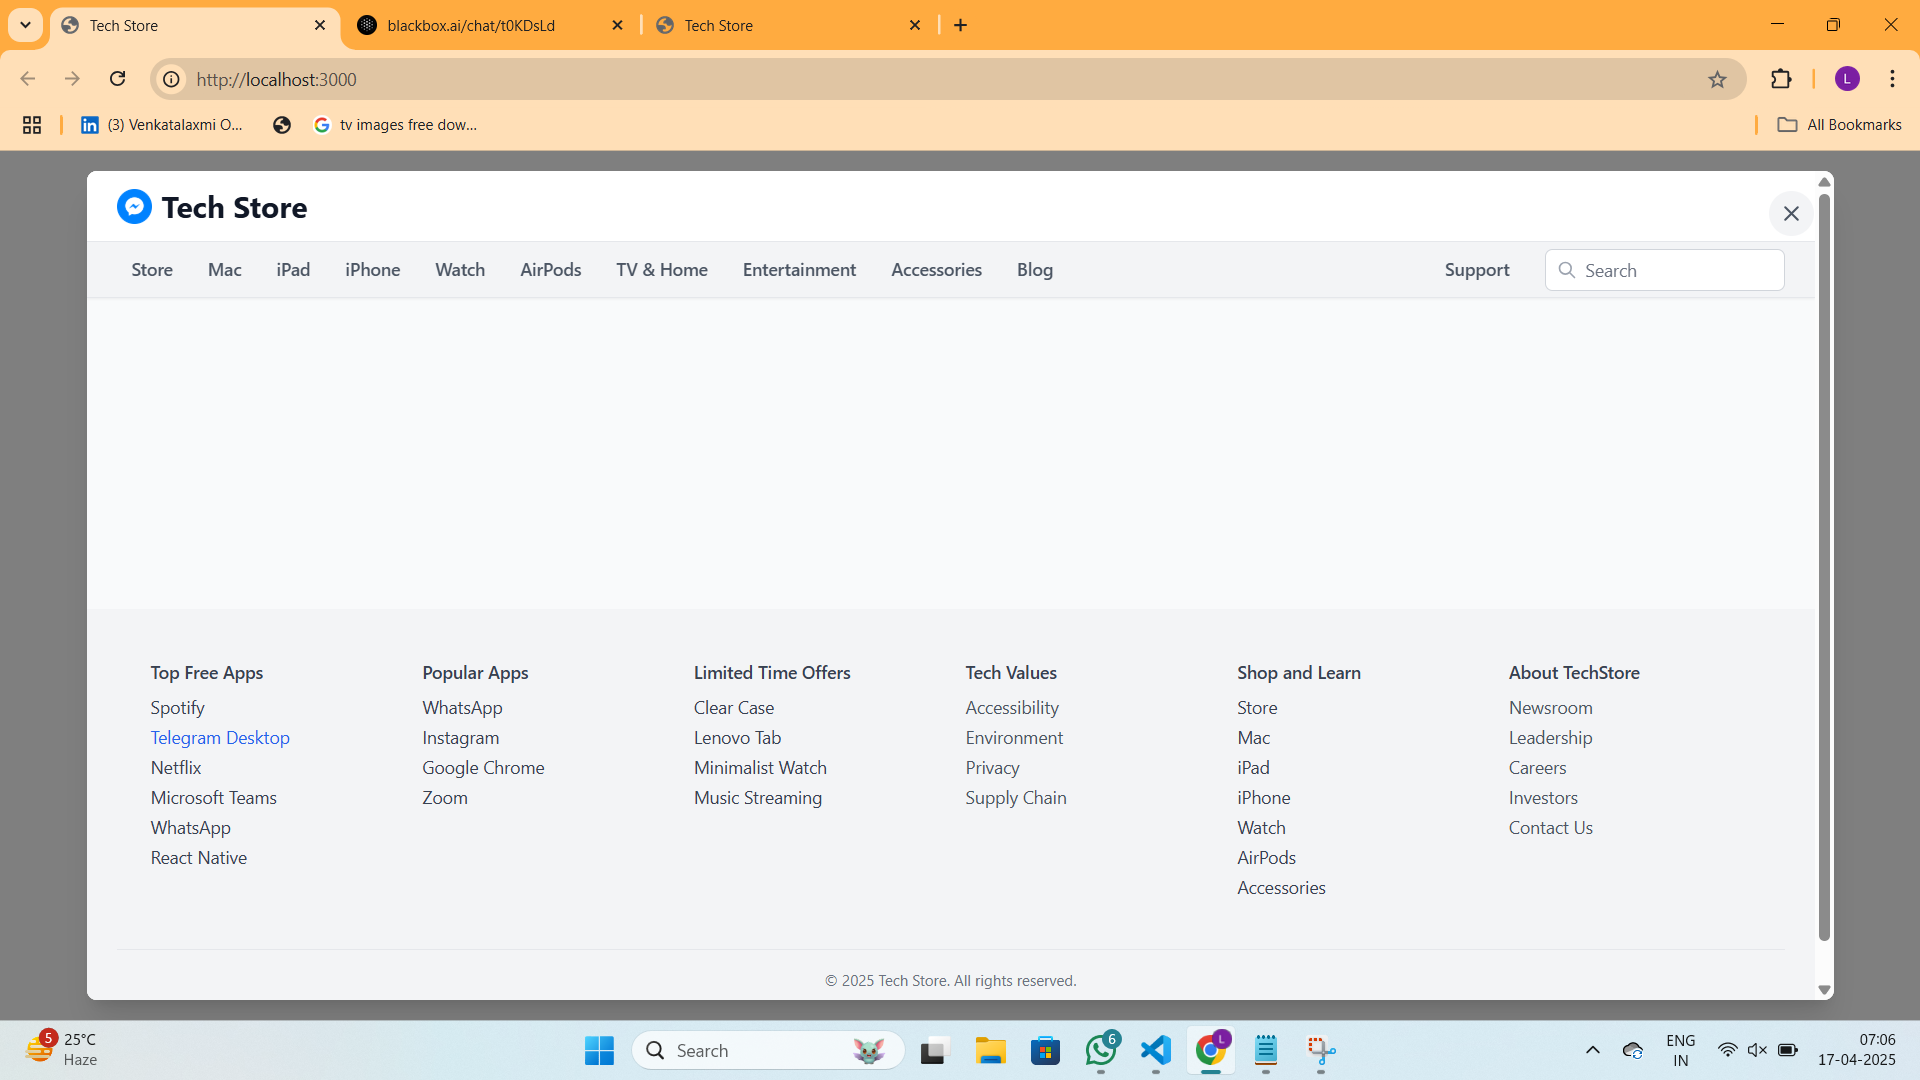 Tech Store
blackbox.ai/chat/t0KDsLd
Tech Store
http://localhost:3000
L
in (3) Venkatalaxmi O...
tv images free dow...
All Bookmarks
Tech Store
Store Mac iPad iPhone Watch AirPods TV & Home Entertainment Accessories Blog Support Search
Top Free Apps
Spotify
Telegram Desktop
Netflix
Microsoft Teams
WhatsApp
React Native
Popular Apps
WhatsApp
Instagram
Google Chrome
Zoom
Limited Time Offers
Clear Case
Lenovo Tab
Minimalist Watch
Music Streaming
Tech Values
Accessibility
Environment
Privacy
Supply Chain
Shop and Learn
Store
Mac
iPad
iPhone
Watch
AirPods
Accessories
About TechStore
Newsroom
Leadership
Careers
Investors
Contact Us
© 2025 Tech Store. All rights reserved.
5
25°C
Haze
Search
6
L
ENG
IN
07:06
17-04-2025